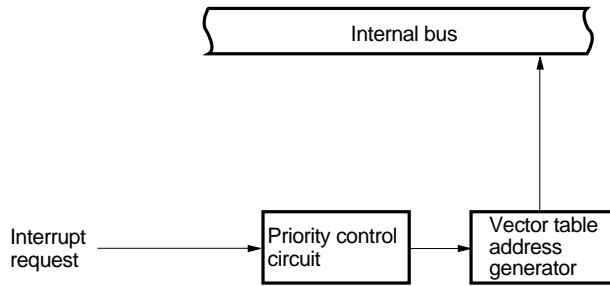 Internal bus
Interrupt
request
Priority control
circuit
Vector table
address
generator